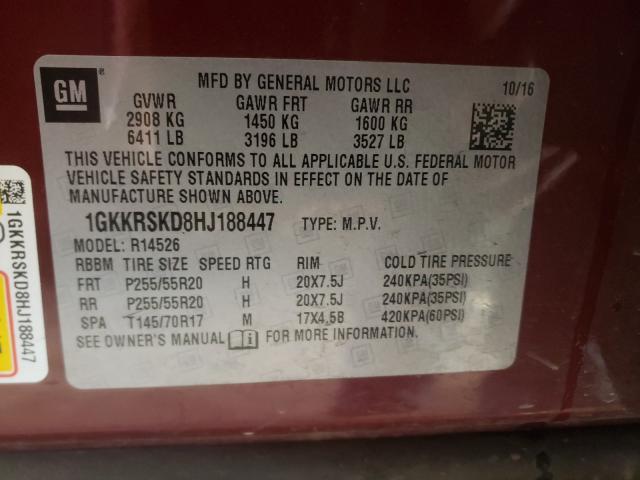 GM
MFD BY GENERAL MOTORS LLC 10/16
GVWR GAWR FRT GAWR RR
2908 KG 1450 KG 1600 KG
6411 LB 3196 LB 3527 LB
THIS VEHICLE CONFORMS TO ALL APPLICABLE U.S. FEDERAL MOTOR
VEHICLE SAFETY STANDARDS IN EFFECT ON THE DATE OF
MANUFACTURE SHOWN ABOVE.
1GKKRSKD8HJ188447 TYPE: M.P.V.
MODEL: R14526
RBBM TIRE SIZE SPEED RTG RIM COLD TIRE PRESSURE
FRT P255/55R20 H 20X7.5J 240KPA(35PSI)
RR P255/55R20 H 20X7.5J 240KPA(35PSI)
SPA T145/70R17 M 17X4.5B 420KPA(60PSI)
SEE OWNER'S MANUAL FOR MORE INFORMATION.
1GKKRSKD8HJ188447